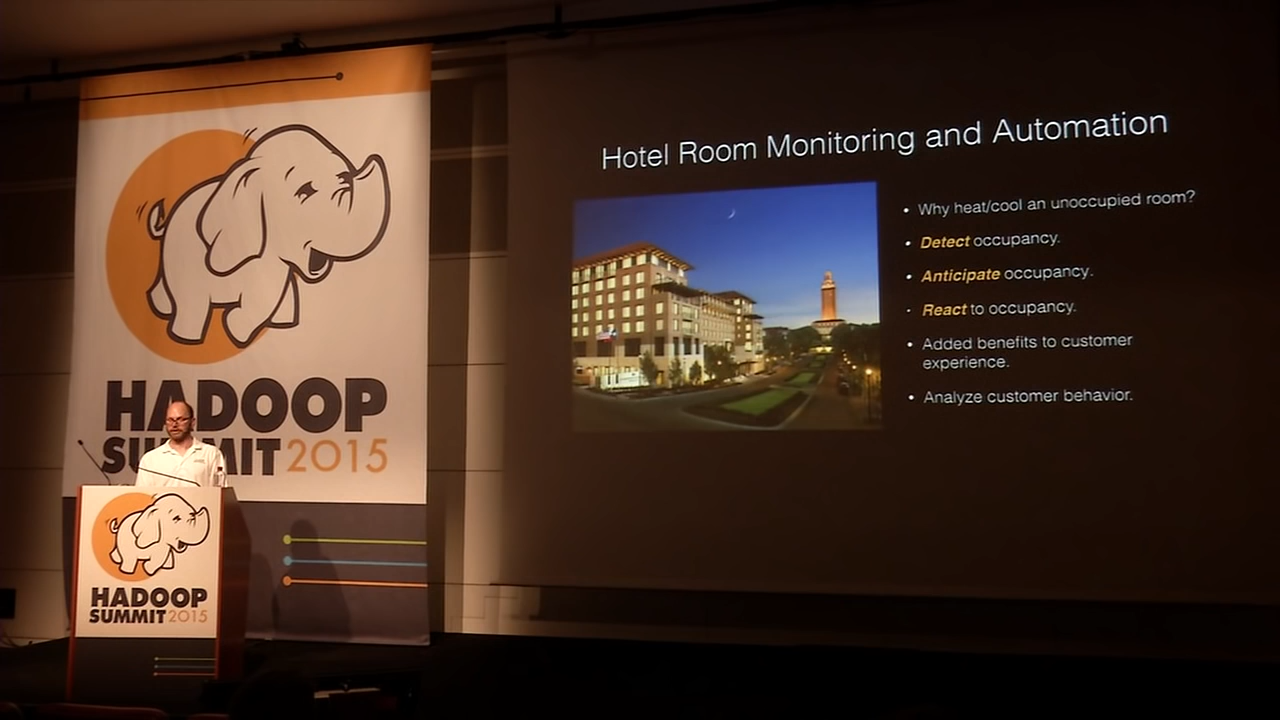 HADOOP
SUMMIT 2015
HADOOP
SUMMIT 2015
Hotel Room Monitoring and Automation
• Why heat/cool an unoccupied room?
• Detect occupancy.
• Anticipate occupancy.
• React to occupancy.
• Added benefits to customer
experience.
• Analyze customer behavior.